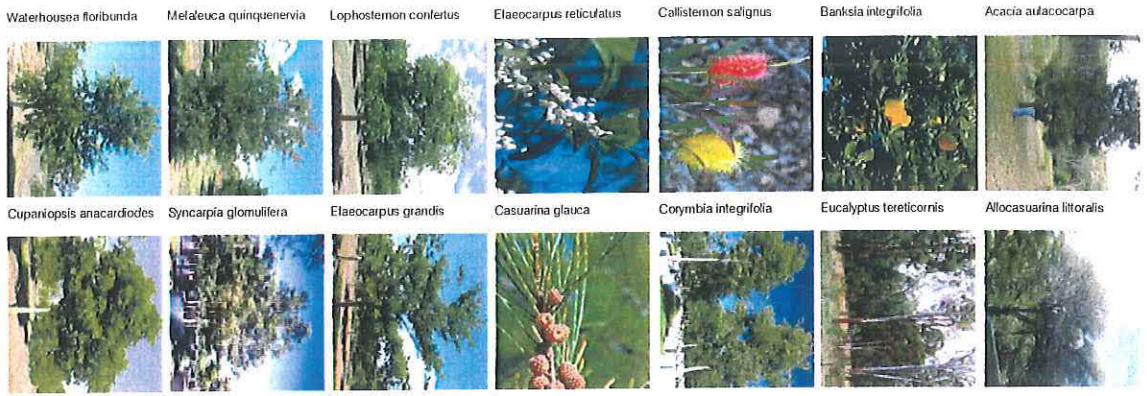 Waterhousea floribunda
Melaleuca quinquenervia
Lophostemon confertus
Elaeocarpus reticulatus
Callistemon salignus
Banksia integrifolia
Acacia aulacocarpa
Cupaniopsis anacardiodes
Syncarpia glomulifera
Elaeocarpus grandis
Casuarina glauca
Corymbia integrifolia
Eucalyptus tereticornis
Allocasuarina littoralis